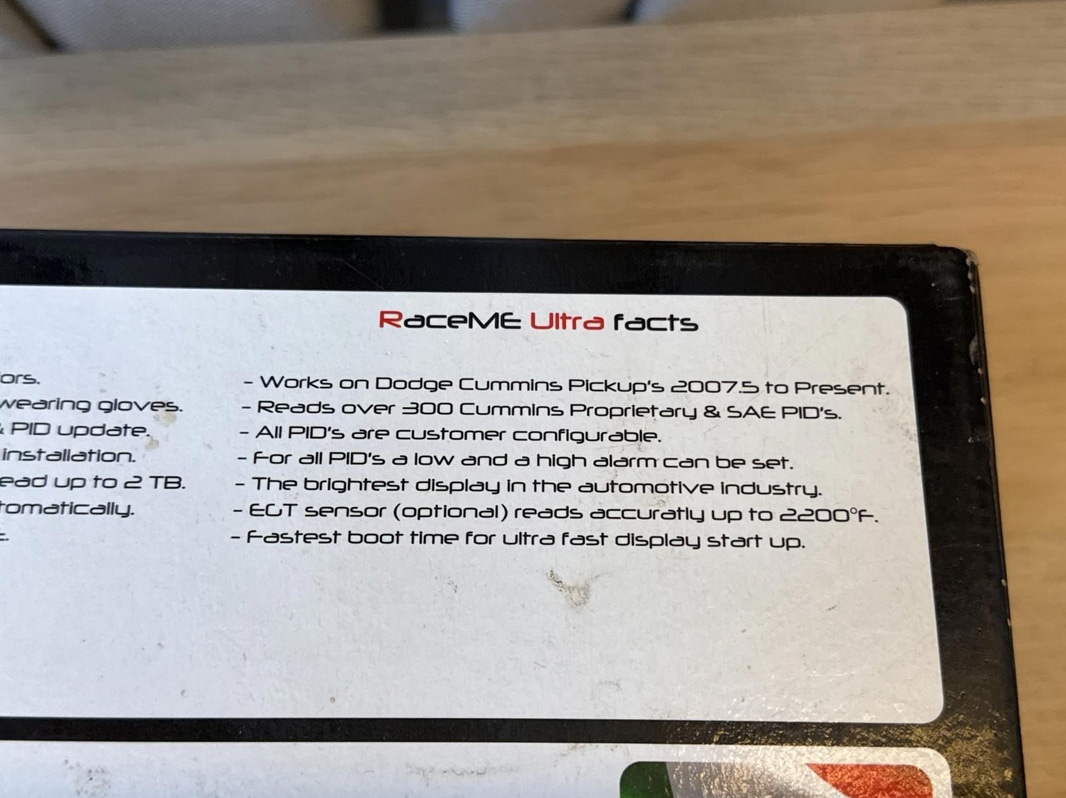 RaceME Ultra facts
ors.
wearing gloves.
& PID update.
installation.
ead up to 2 TB.
tomatically.
- Works on Dodge Cummins Pickup's 2007.5 to Present.
- Reads over 300 Cummins Proprietary & SAE PID's.
- All PID's are customer configurable.
- For all PID's a low and a high alarm can be set.
- The brightest display in the automotive industry.
- EGT sensor (optional) reads accuratly up to 2200°F.
- Fastest boot time for ultra fast display start up.